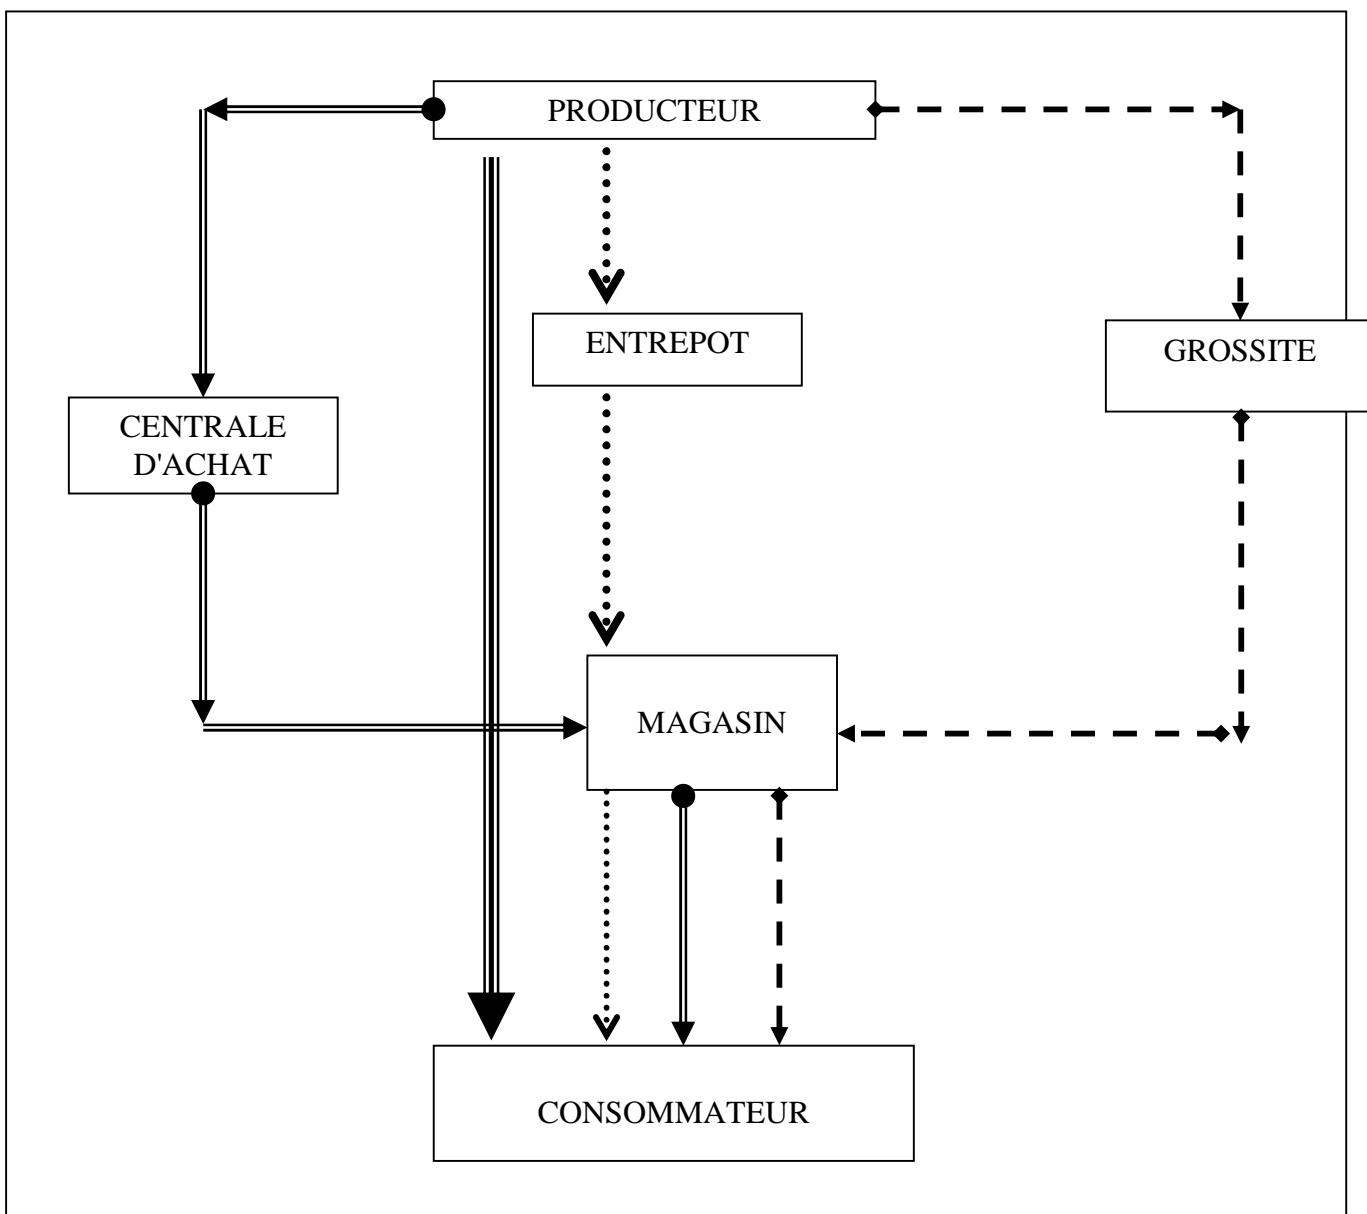 PRODUCTEUR
ENTREPOT
GROSSITE
CENTRALE
D'ACHAT
MAGASIN
CONSOMMATEUR